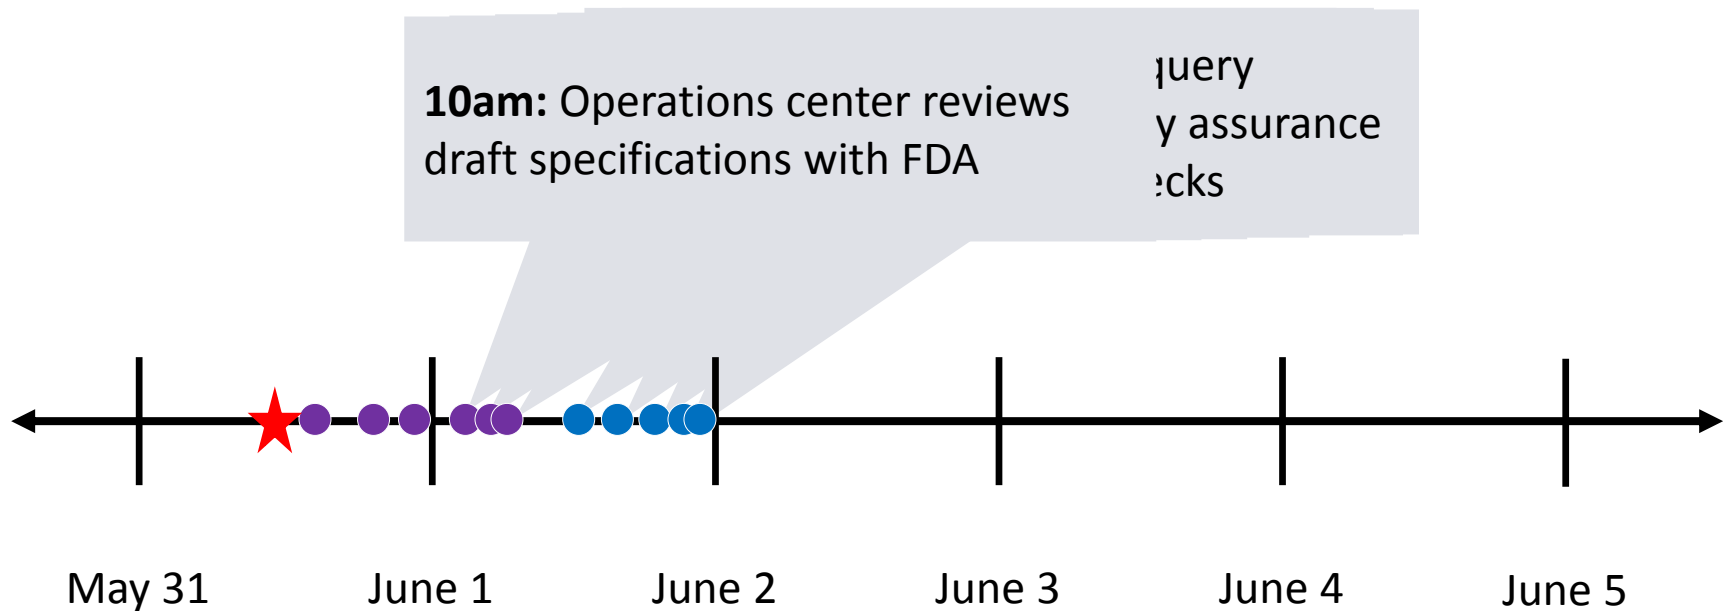 10am: Operations center reviews
draft specifications with FDA
assurance
May 31
June 1
June 2
June 3
June 4
June 5